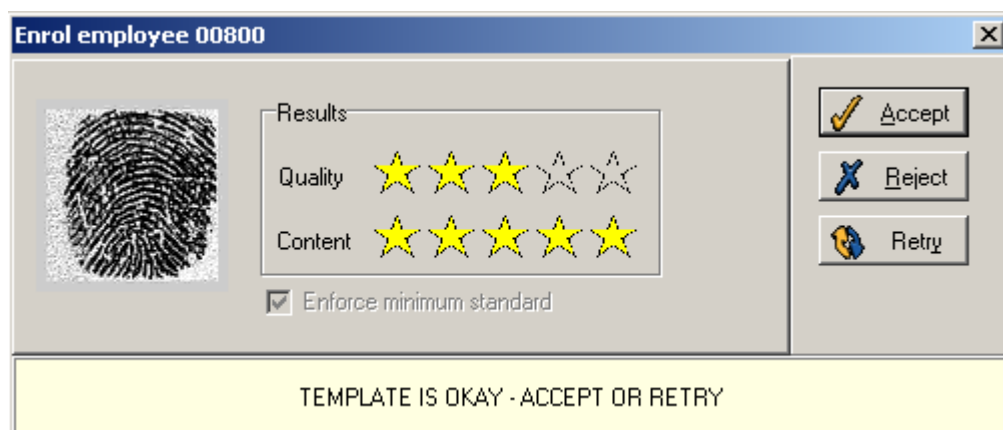 Enrol employee 00800
Results
Quality
Content
Enforce minimum standard
Accept
Reject
Retry
TEMPLATE IS OKAY - ACCEPT OR RETRY